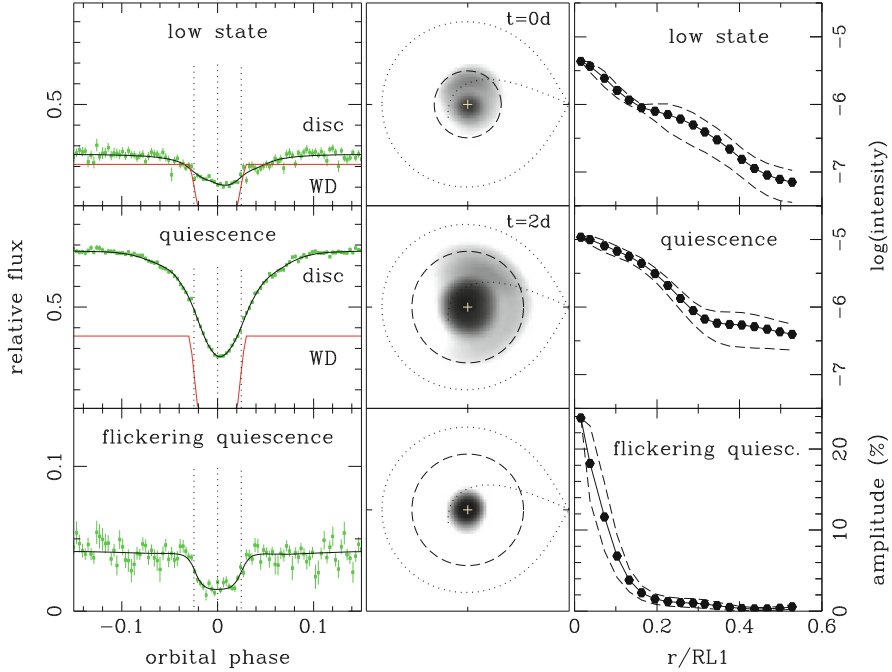 low state
t=0d
low state
-5
0.5
disc
-6
WD
-7
log(intensity)
quiescence
t=2d
quiescence
-5
disc
relative flux
0.5
-6
WD
-7
flickering quiescence
flickering quiesc.
20
0.1
10
amplitude (%)
0
0
-0.1
0
0.1
0
0.2
0.4
0.6
orbital phase
r/RL1